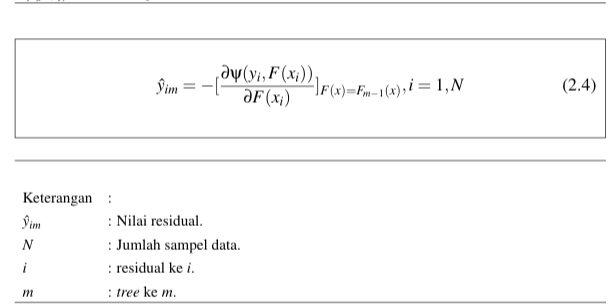 ŷ_im = −[∂ψ(y_i, F(x_i)) / ∂F(x_i)]_F(x)=F_{m−1}(x), i = 1, N (2.4)
Keterangan :
ŷ_im : Nilai residual.
N : Jumlah sampel data.
i : residual ke i.
m : tree ke m.